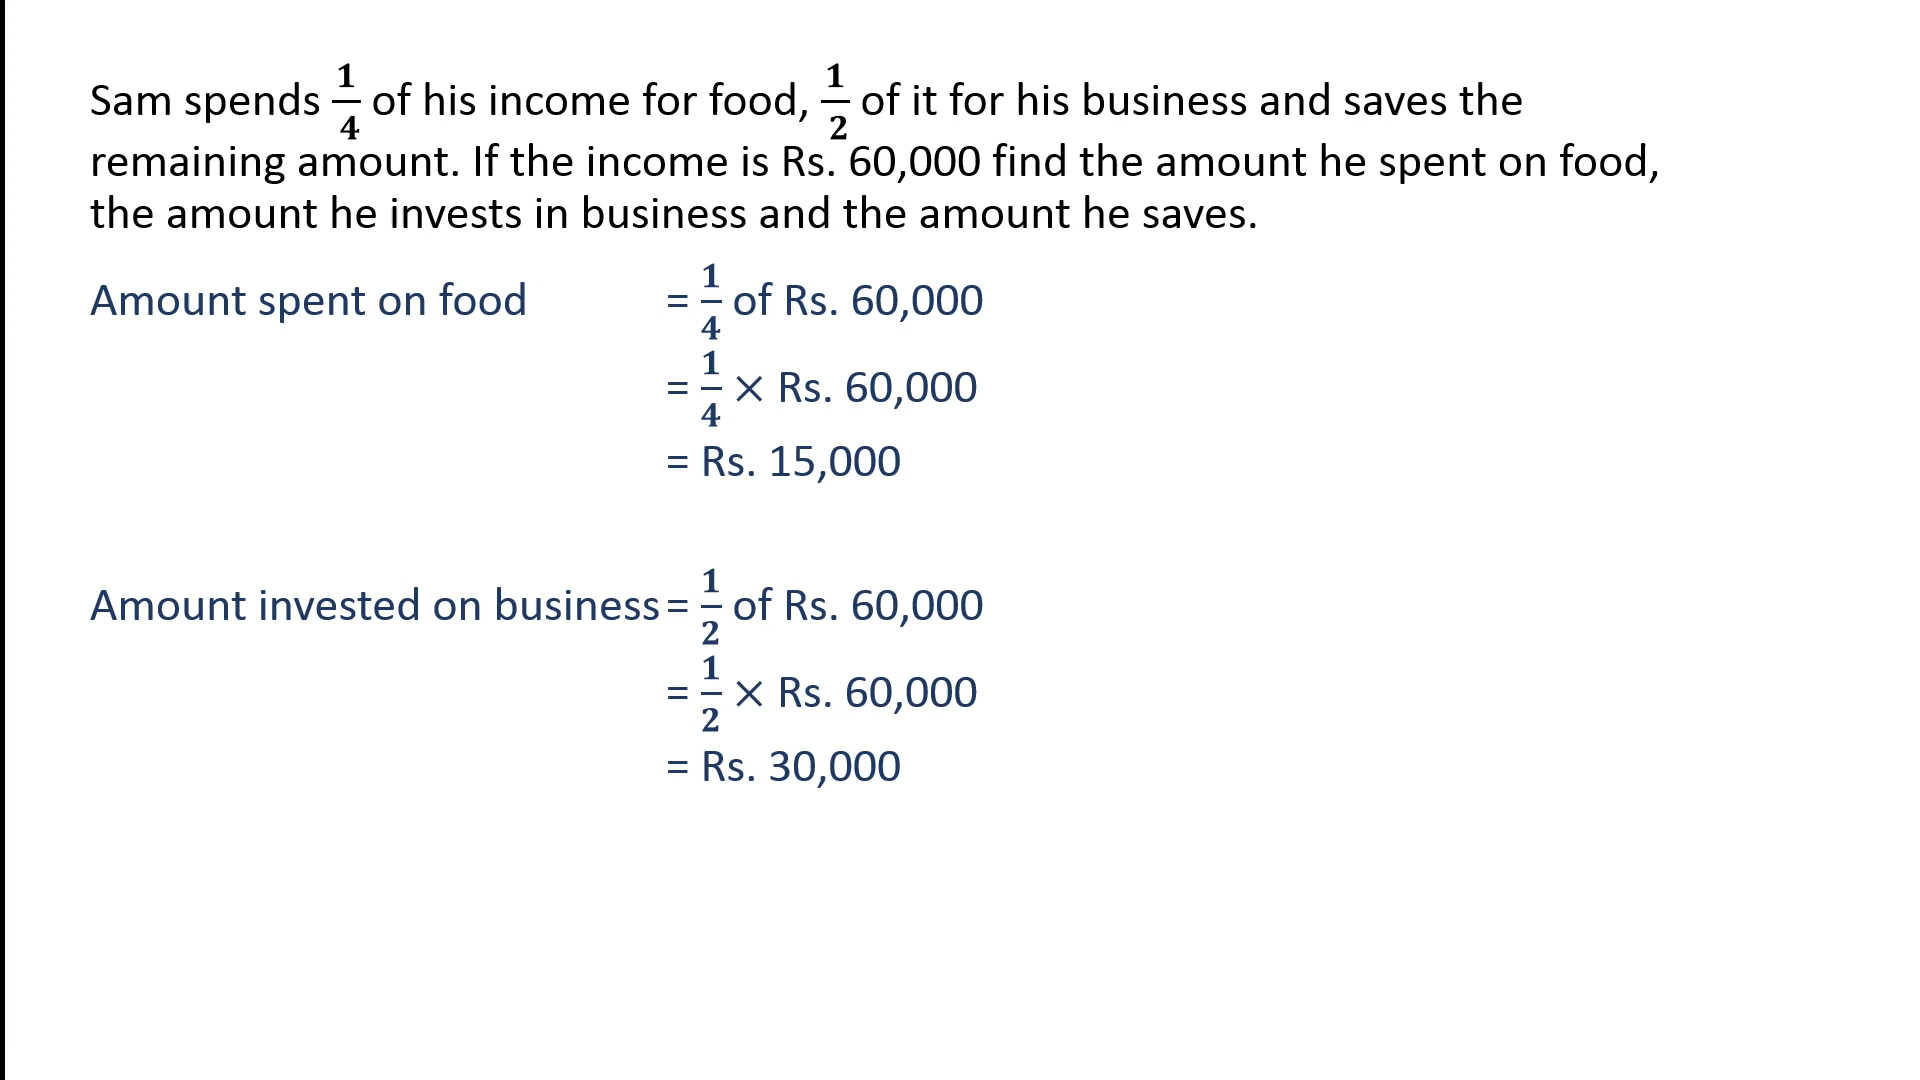 Sam spends 1/4 of his income for food, 1/2 of it for his business and saves the
remaining amount. If the income is Rs. 60,000 find the amount he spent on food,
the amount he invests in business and the amount he saves.
Amount spent on food = 1/4 of Rs. 60,000
= 1/4 × Rs. 60,000
= Rs. 15,000
Amount invested on business = 1/2 of Rs. 60,000
= 1/2 × Rs. 60,000
= Rs. 30,000